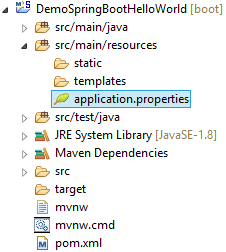 DemoSpringBootHelloWorld [boot]
src/main/java
src/main/resources
static
templates
application.properties
src/test/java
JRE System Library [JavaSE-1.8]
Maven Dependencies
src
target
mvnw
mvnw.cmd
pom.xml